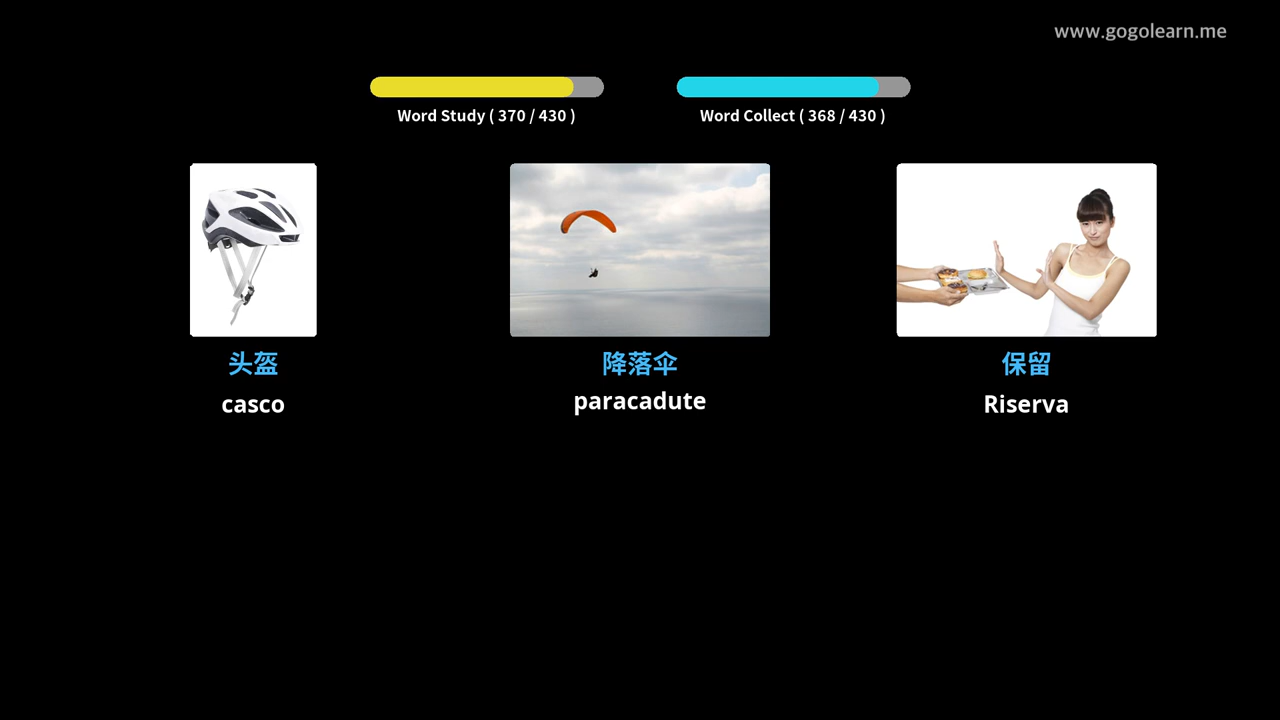 www.gogolearn.me
Word Study ( 370 / 430 )
Word Collect ( 368 / 430 )
头盔
降落伞
保留
casco
paracadute
Riserva